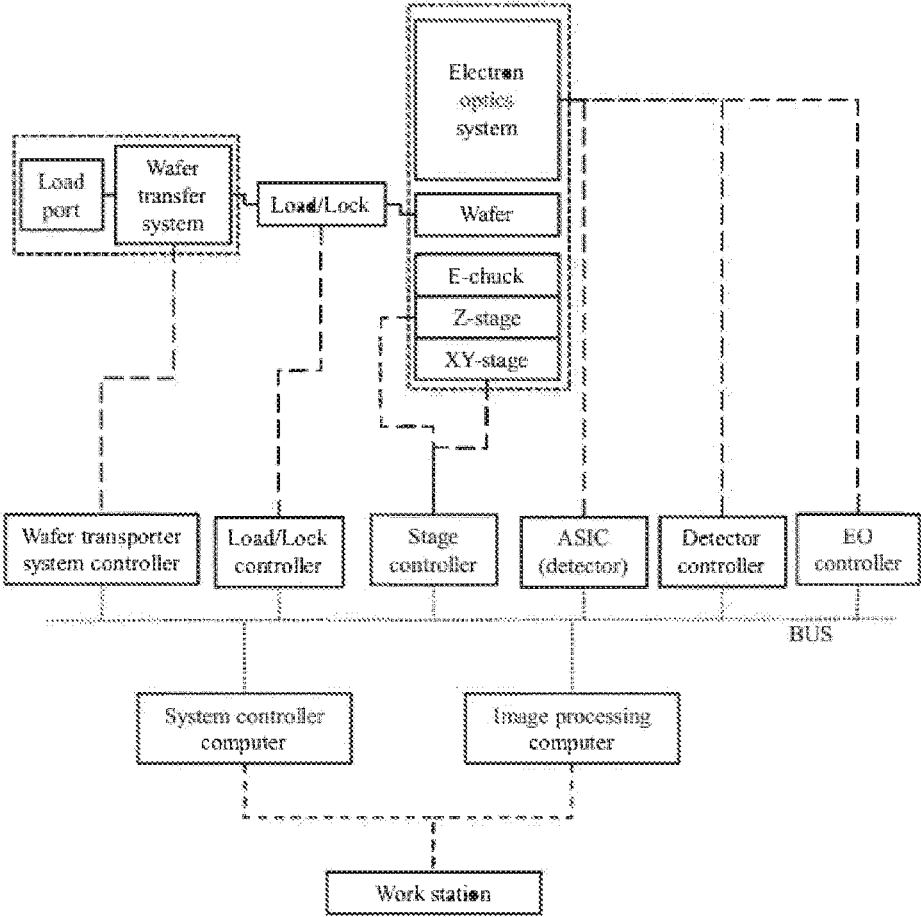 Electron
optics
system
Load
port
Wafer
transfer
system
Load/Lock
Wafer
E-chuck
Z-stage
XY-stage
Wafer transporter
system controller
Load/Lock
controller
Stage
controller
ASIC
(detector)
Detector
controller
EO
controller
BUS
System controller
computer
Image processing
computer
Work station